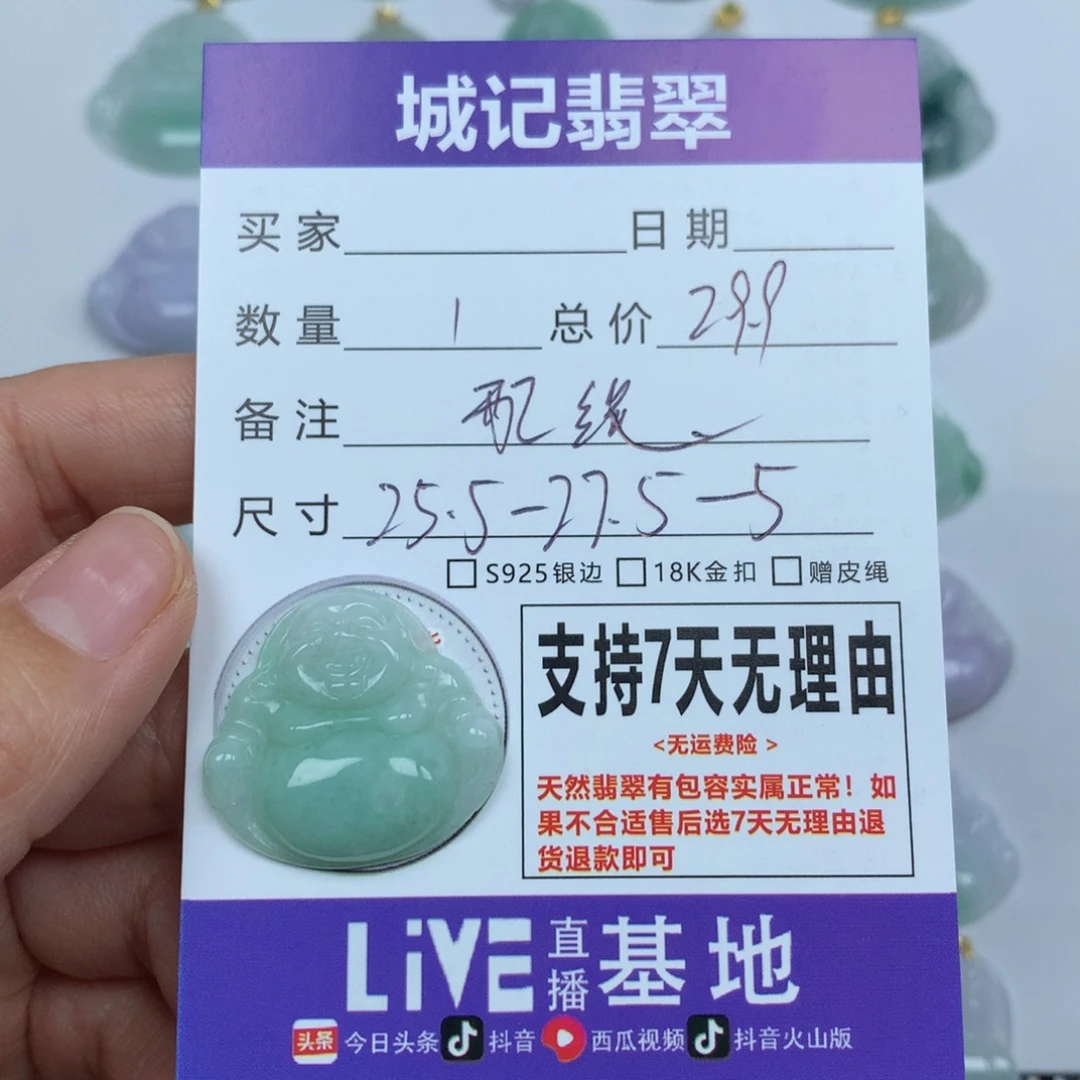 城记翡翠
买家 日期
数量 1 总价 29.9
备注 配线
尺寸 25.5-27.5-5
S925银边 18K金扣 赠皮绳
支持7天无理由
<无运费险 >
天然翡翠有包容实属正常！如
果不合适售后选7天无理由退
货退款即可
LiVE 直播 基地
头条 今日头条 抖音 西瓜视频 抖音火山版